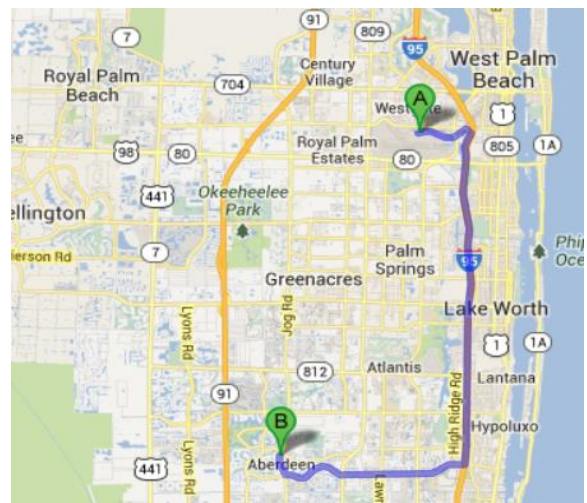 91
7
809
95
West Palm
Beach
Century
Village
Royal Palm
Beach
704
A
1
1A
Royal Palm
Estates
805
98
80
80
441
Okeeheelee
Park
7
Palm
Springs
95
Greenacres
Jog Rd
Lake Worth
1
1A
Lyons Rd
812
Atlantis
Lantana
High Ridge Rd
91
B
Hypoluxo
Lyons Rd
Aberdeen
441